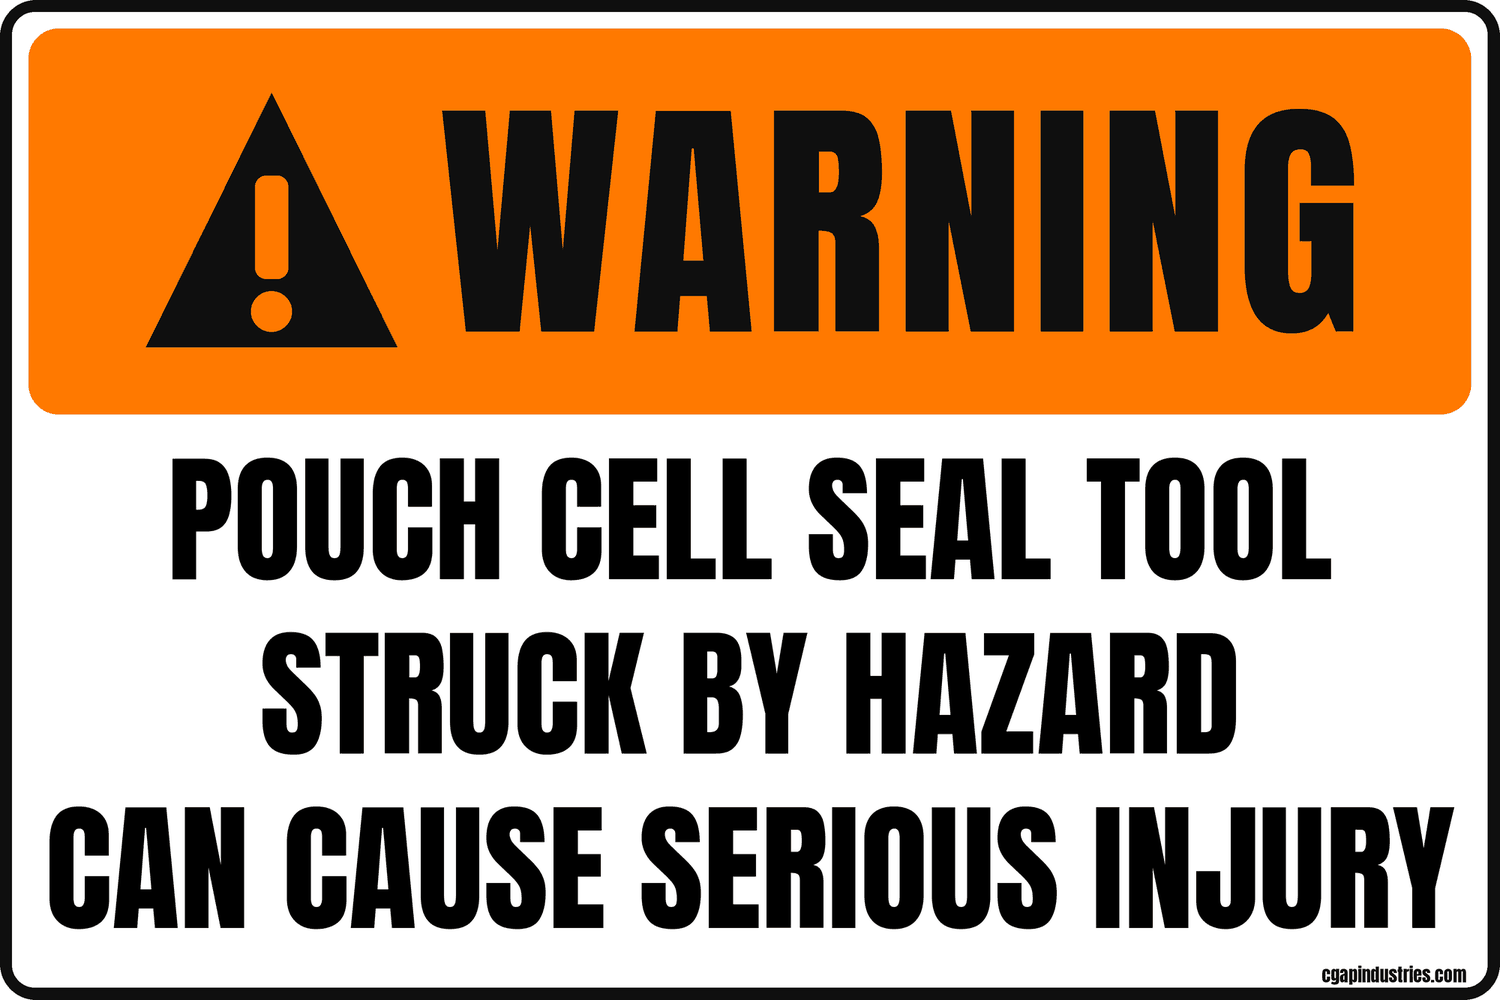 WARNING
POUCH CELL SEAL TOOL
STRUCK BY HAZARD
CAN CAUSE SERIOUS INJURY
cgapindustries.com